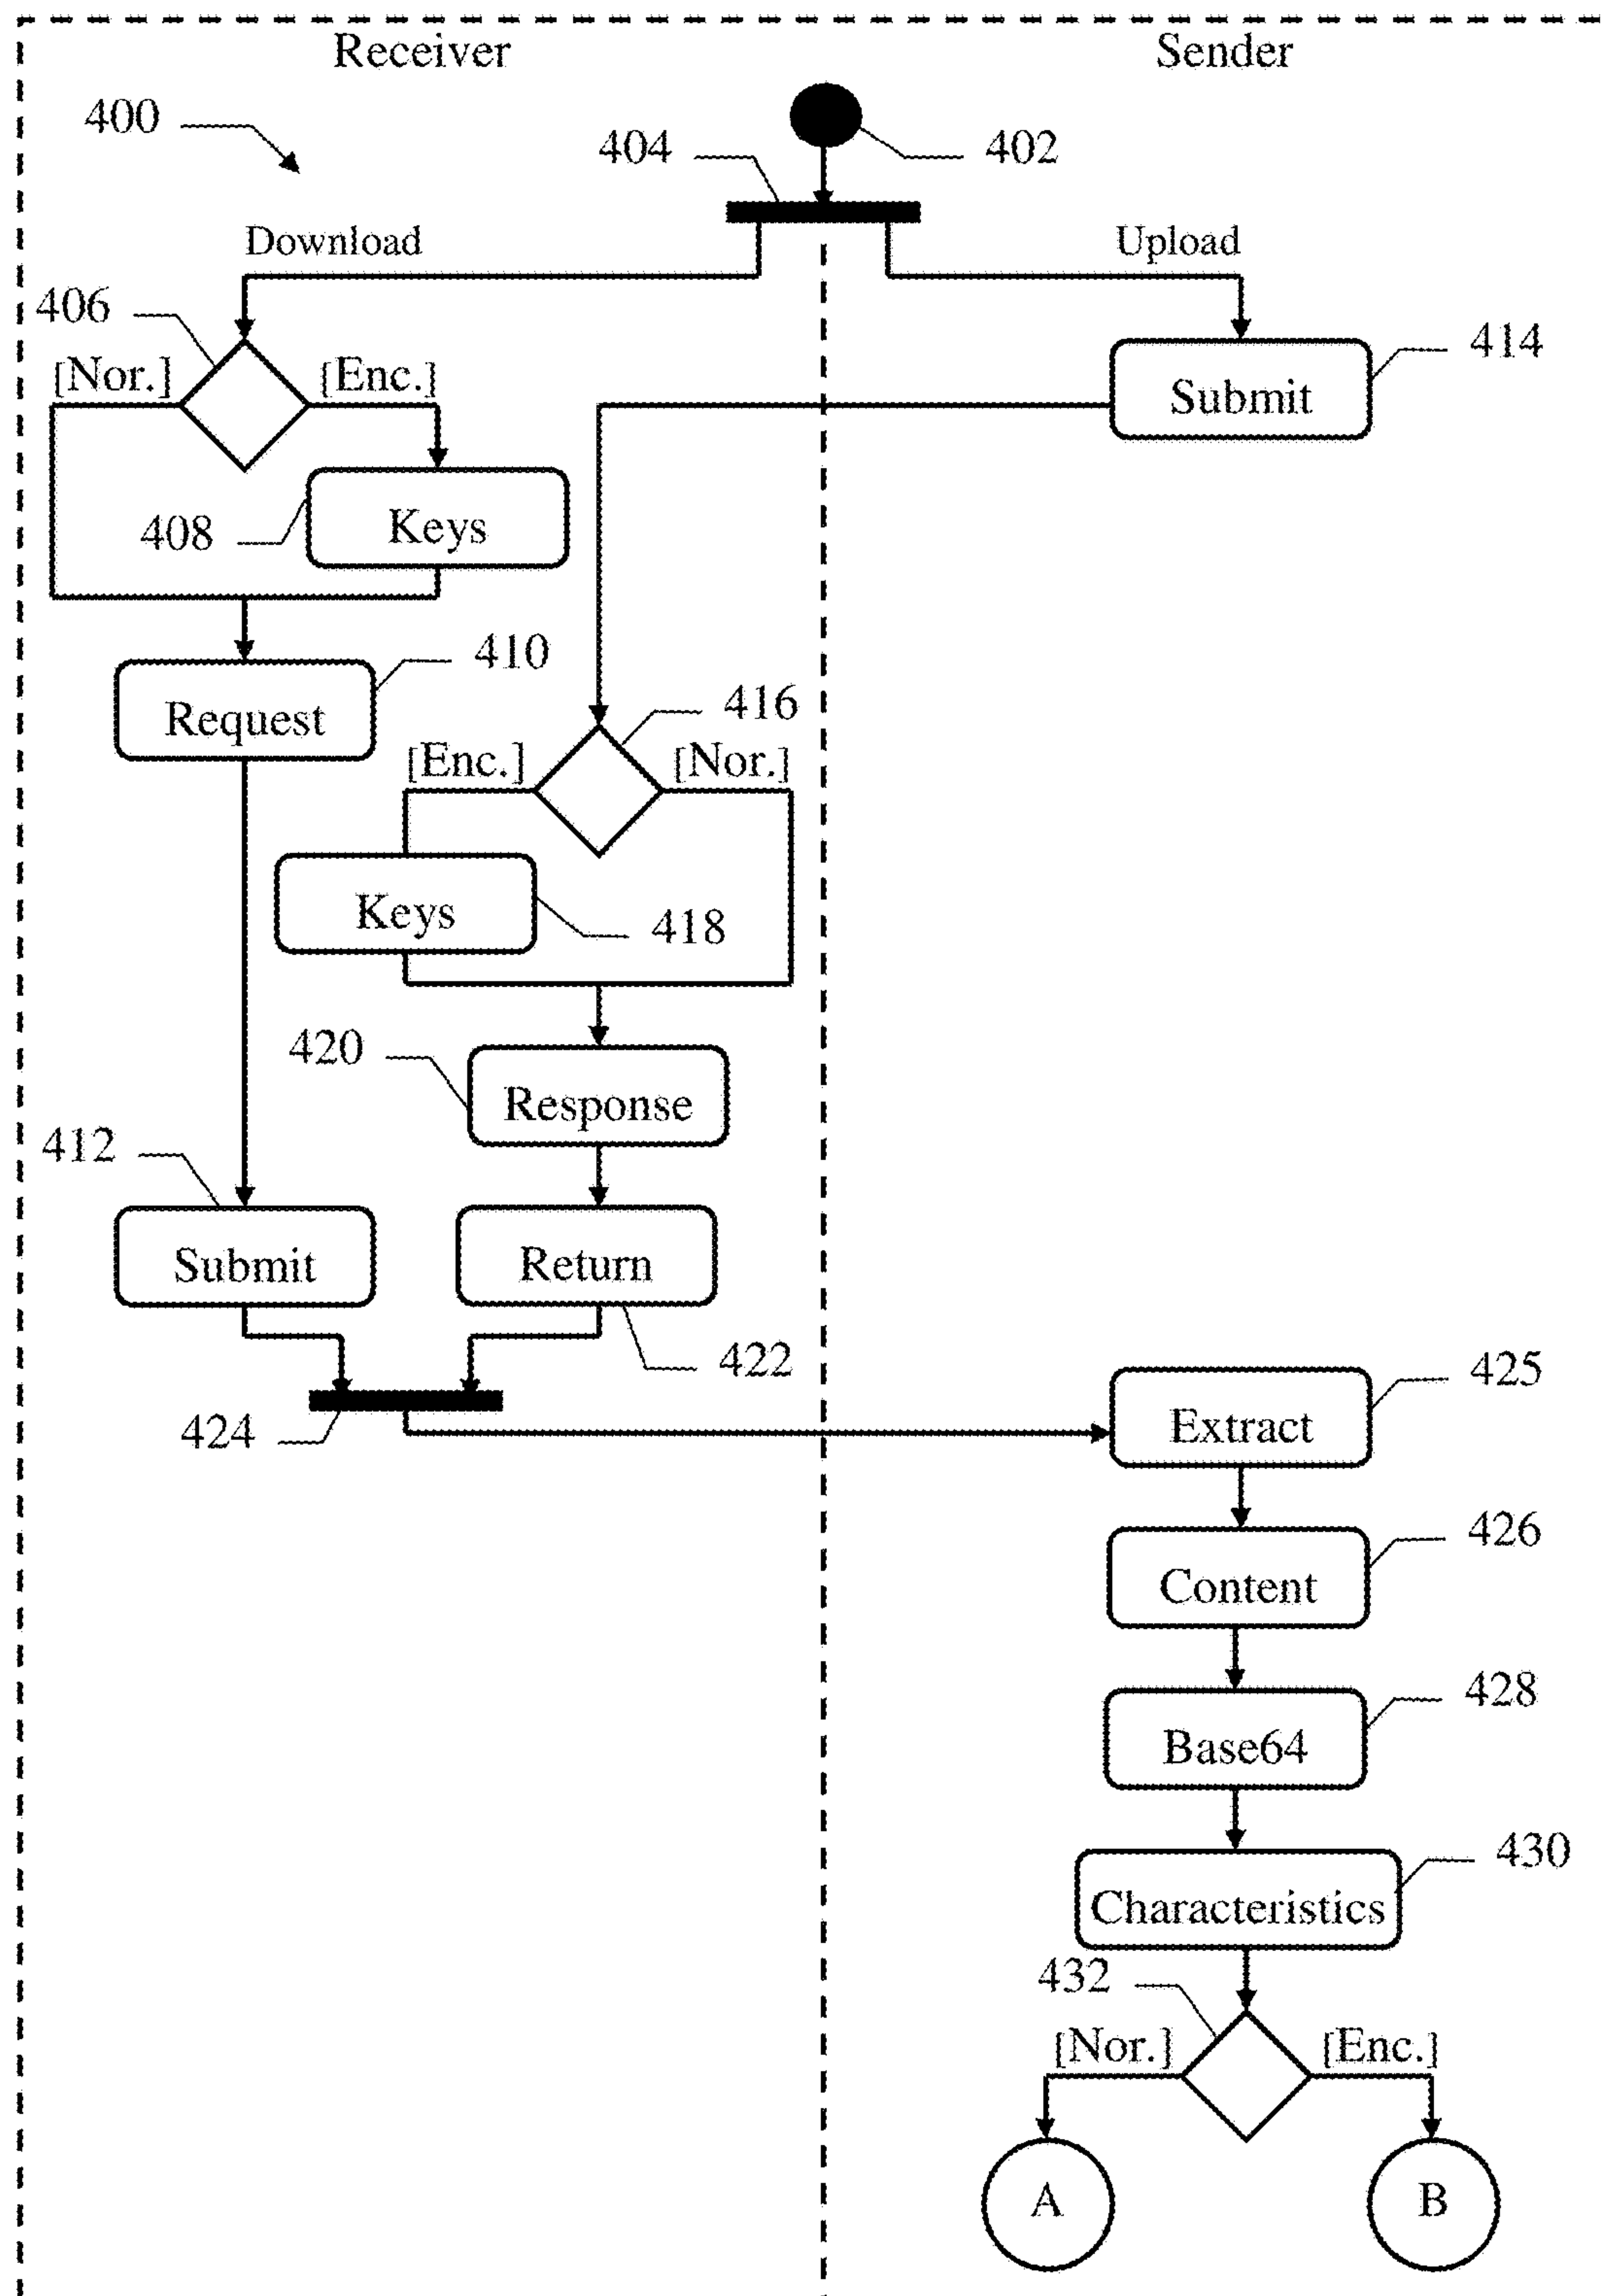 Receiver
Sender
400
404
402
Download
Upload
406
[Nor.]
[Enc.]
414
Submit
408
Keys
410
Request
416
[Enc.]
[Nor.]
Keys
418
420
Response
412
Submit
Return
422
424
425
Extract
426
Content
428
Base64
430
Characteristics
432
[Nor.]
[Enc.]
A
B